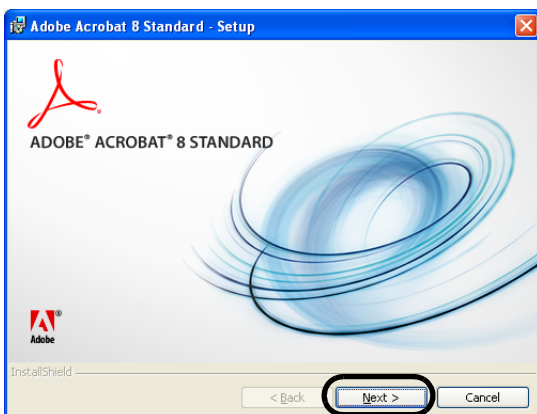 Adobe Acrobat 8 Standard - Setup
ADOBE® ACROBAT® 8 STANDARD
®
Adobe
InstallShield
< Back Next > Cancel